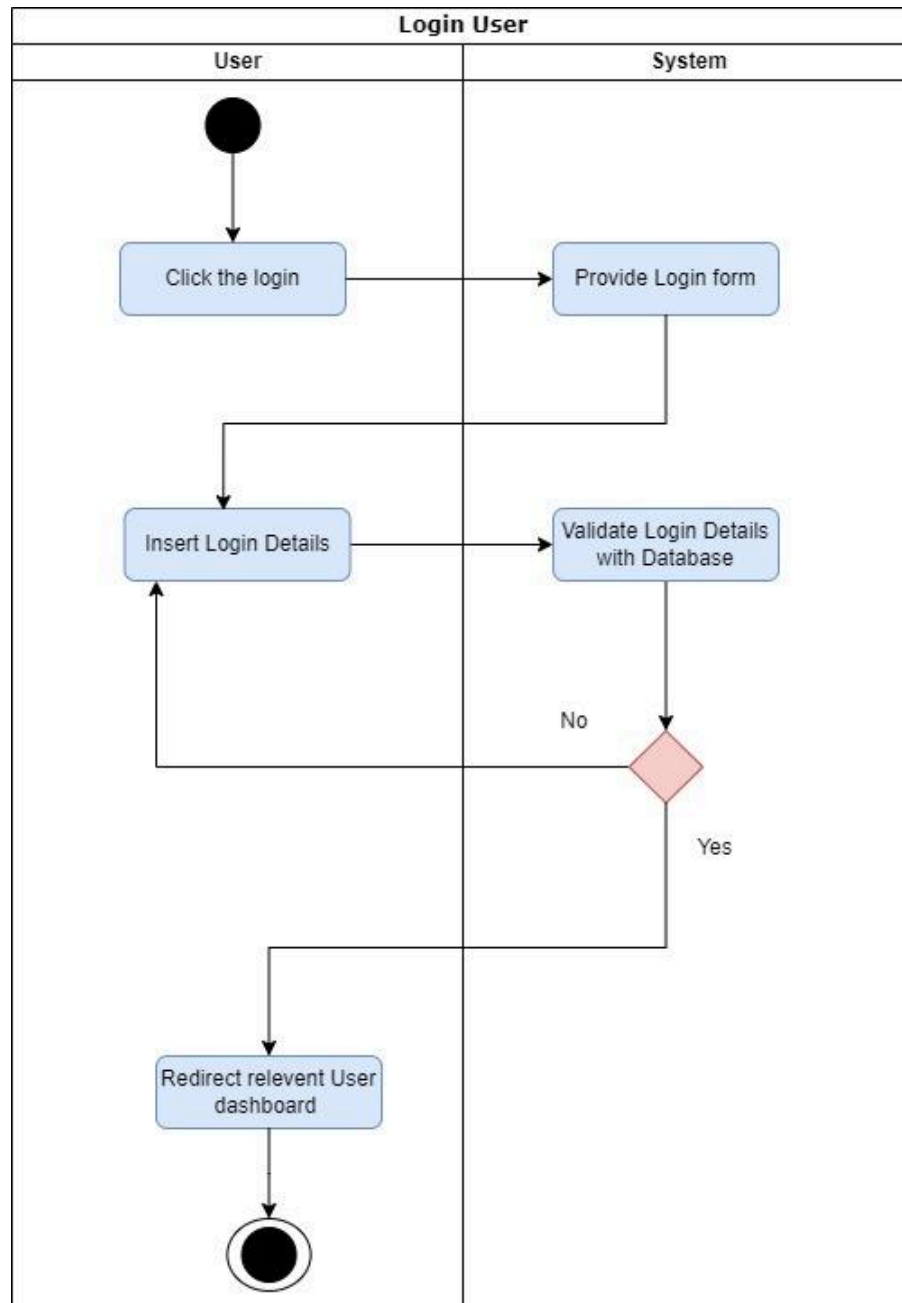 Login User
User
System
Click the login
Provide Login form
Insert Login Details
Validate Login Details
with Database
No
Yes
Redirect relevent User
dashboard